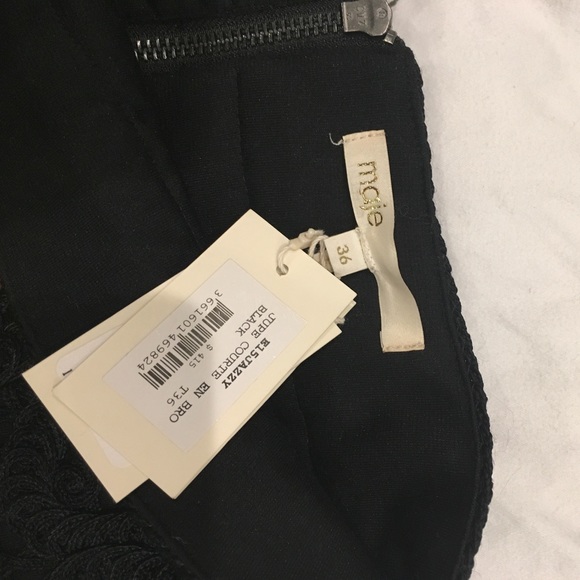 maje
36
E15JAZZY
JUPE COURTE EN BRO
BLACK T36
$ 415
3661601469824